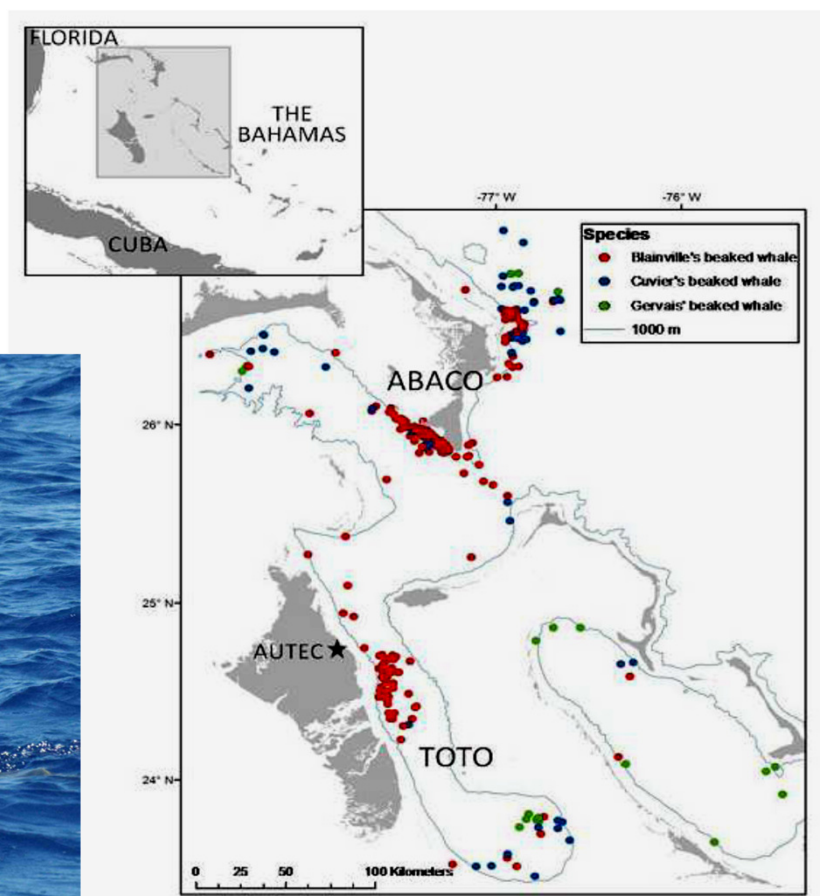 FLORIDA
THE
BAHAMAS
CUBA
-77° W
-76° W
Species
Blainville's beaked whale
Cuvier's beaked whale
Gervais' beaked whale
1000 m
ABACO
26° N
25° N
AUTEC
TOTO
24° N
0 25 50 100 Kilometers